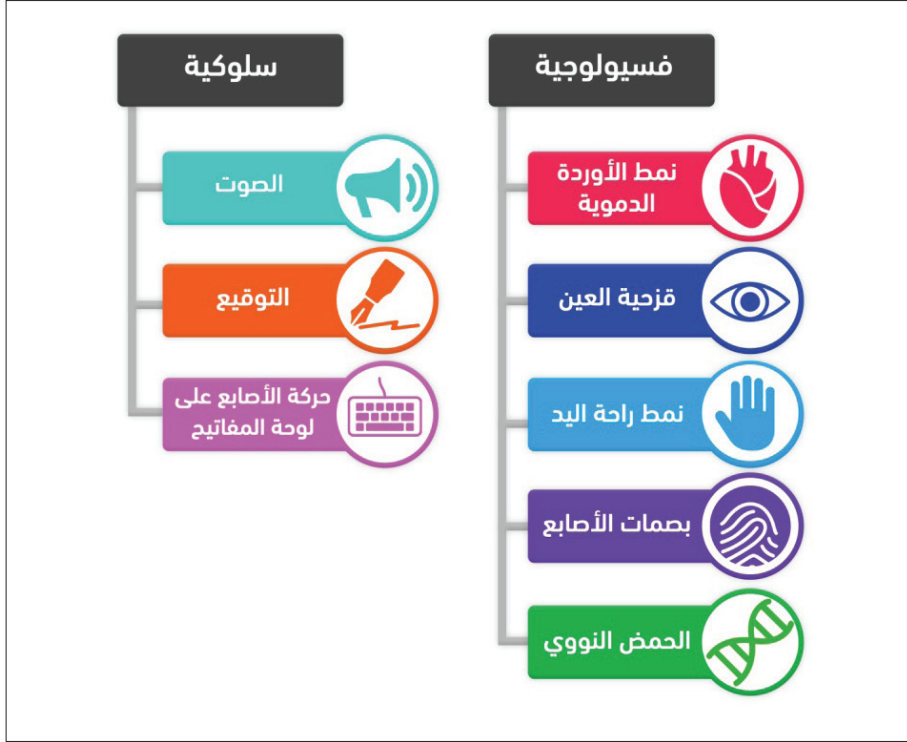 فسيولوجية
نمط الأوردة
الدموية
قزحية العين
نمط راحة اليد
بصمات الأصابع
الحمض النووي
سلوكية
الصوت
التوقيع
حركة الأصابع على
لوحة المفاتيح